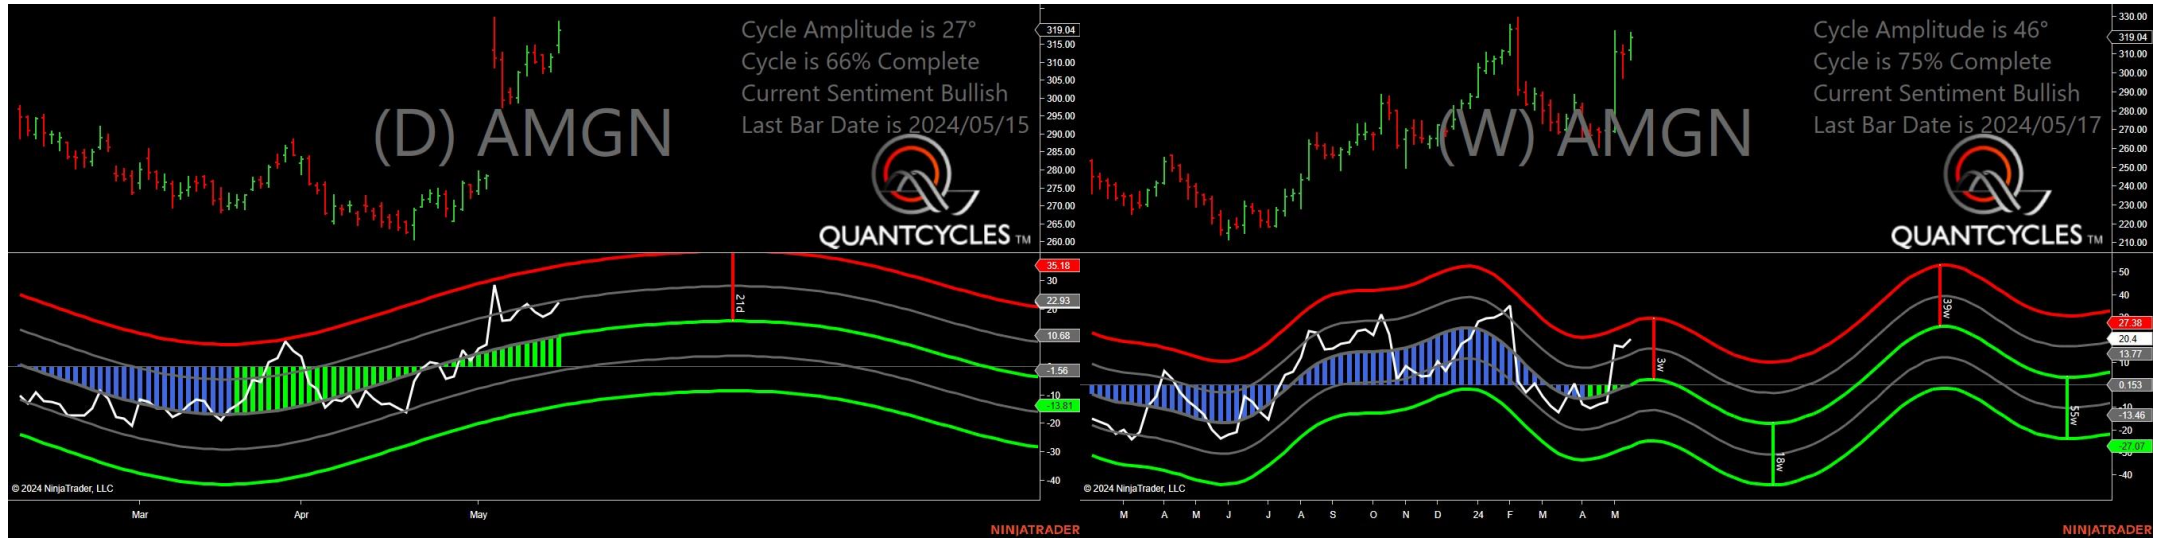 Cycle Amplitude is 27°
Cycle is 66% Complete
Current Sentiment Bullish
Last Bar Date is 2024/05/15
(D) AMGN
QUANTCYCLES TM
319.04
315.00
310.00
305.00
300.00
295.00
290.00
285.00
280.00
275.00
270.00
265.00
260.00
21d
35.18
30
22.93
20
10.68
-1.56
-10
-13.81
-20
-30
-40
© 2024 NinjaTrader, LLC
Mar Apr May
NINJATRADER
Cycle Amplitude is 46°
Cycle is 75% Complete
Current Sentiment Bullish
Last Bar Date is 2024/05/17
(W) AMGN
QUANTCYCLES TM
330.00
319.04
310.00
300.00
290.00
280.00
270.00
260.00
250.00
240.00
230.00
220.00
210.00
3w
18w
39w
55w
50
40
27.38
20.4
13.77
10
0.153
-10
-13.46
-20
-27.07
-40
© 2024 NinjaTrader, LLC
M A M J J A S O N D 24 F M A M
NINJATRADER